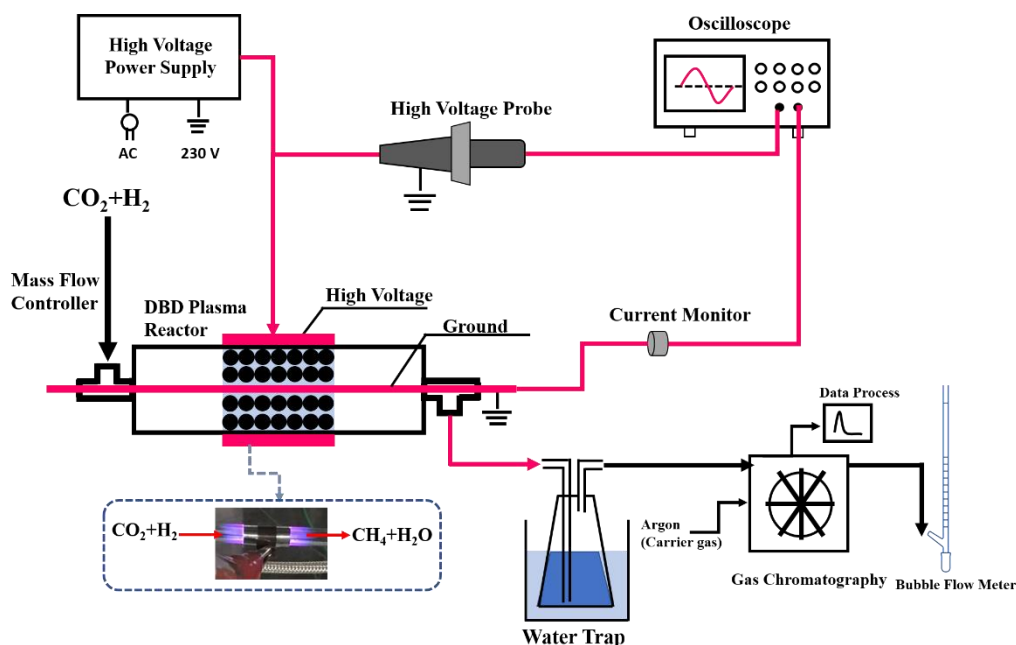 Oscilloscope
High Voltage
Power Supply
AC
230 V
High Voltage Probe
CO₂+H₂
Mass Flow
Controller
DBD Plasma
Reactor
High Voltage
Ground
Current Monitor
Data Process
CO₂+H₂
CH₄+H₂O
Argon
(Carrier gas)
Gas Chromatography
Bubble Flow Meter
Water Trap